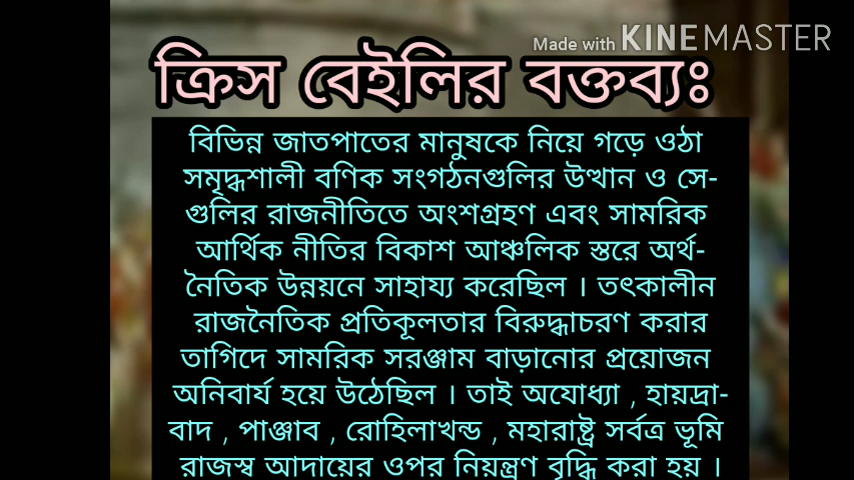 Made with KINEMASTER
ক্রিস বেইলির বক্তব্যঃ
বিভিন্ন জাতপাতের মানুষকে নিয়ে গড়ে ওঠা
সমৃদ্ধশালী বণিক সংগঠনগুলির উত্থান ও সে-
গুলির রাজনীতিতে অংশগ্রহণ এবং সামরিক
আর্থিক নীতির বিকাশ আঞ্চলিক স্তরে অর্থ-
নৈতিক উন্নয়নে সাহায্য করেছিল । তৎকালীন
রাজনৈতিক প্রতিকূলতার বিরুদ্ধাচরণ করার
তাগিদে সামরিক সরঞ্জাম বাড়ানোর প্রয়োজন
অনিবার্য হয়ে উঠেছিল । তাই অযোধ্যা , হায়দ্রা-
বাদ , পাঞ্জাব , রোহিলাখন্ড , মহারাষ্ট্র সর্বত্র ভূমি
রাজস্ব আদায়ের ওপর নিয়ন্ত্রণ বৃদ্ধি করা হয় ।